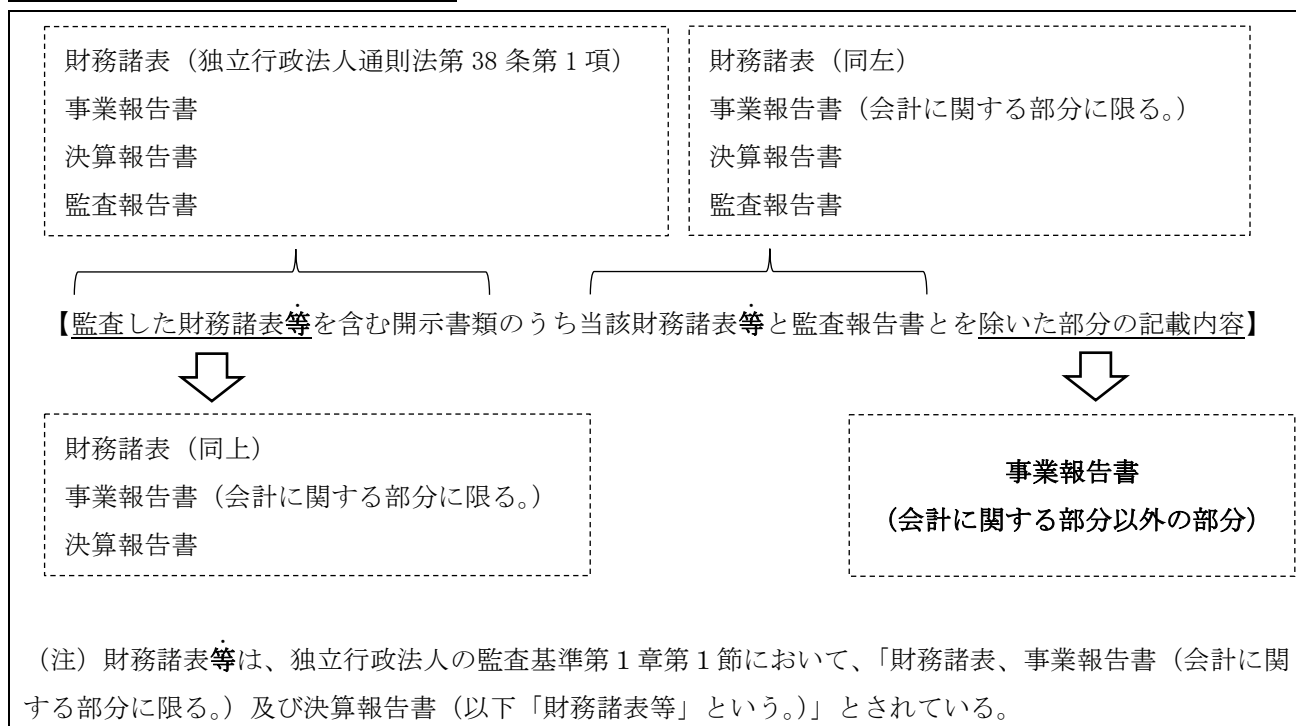 財務諸表（独立行政法人通則法第 38 条第 1 項）
事業報告書
決算報告書
監査報告書
財務諸表（同左）
事業報告書（会計に関する部分に限る。）
決算報告書
監査報告書
【監査した財務諸表等を含む開示書類のうち当該財務諸表等と監査報告書とを除いた部分の記載内容】
財務諸表（同上）
事業報告書（会計に関する部分に限る。）
決算報告書
事業報告書
（会計に関する部分以外の部分）
（注）財務諸表等は、独立行政法人の監査基準第１章第１節において、「財務諸表、事業報告書（会計に関
する部分に限る。）及び決算報告書（以下「財務諸表等」という。）」とされている。